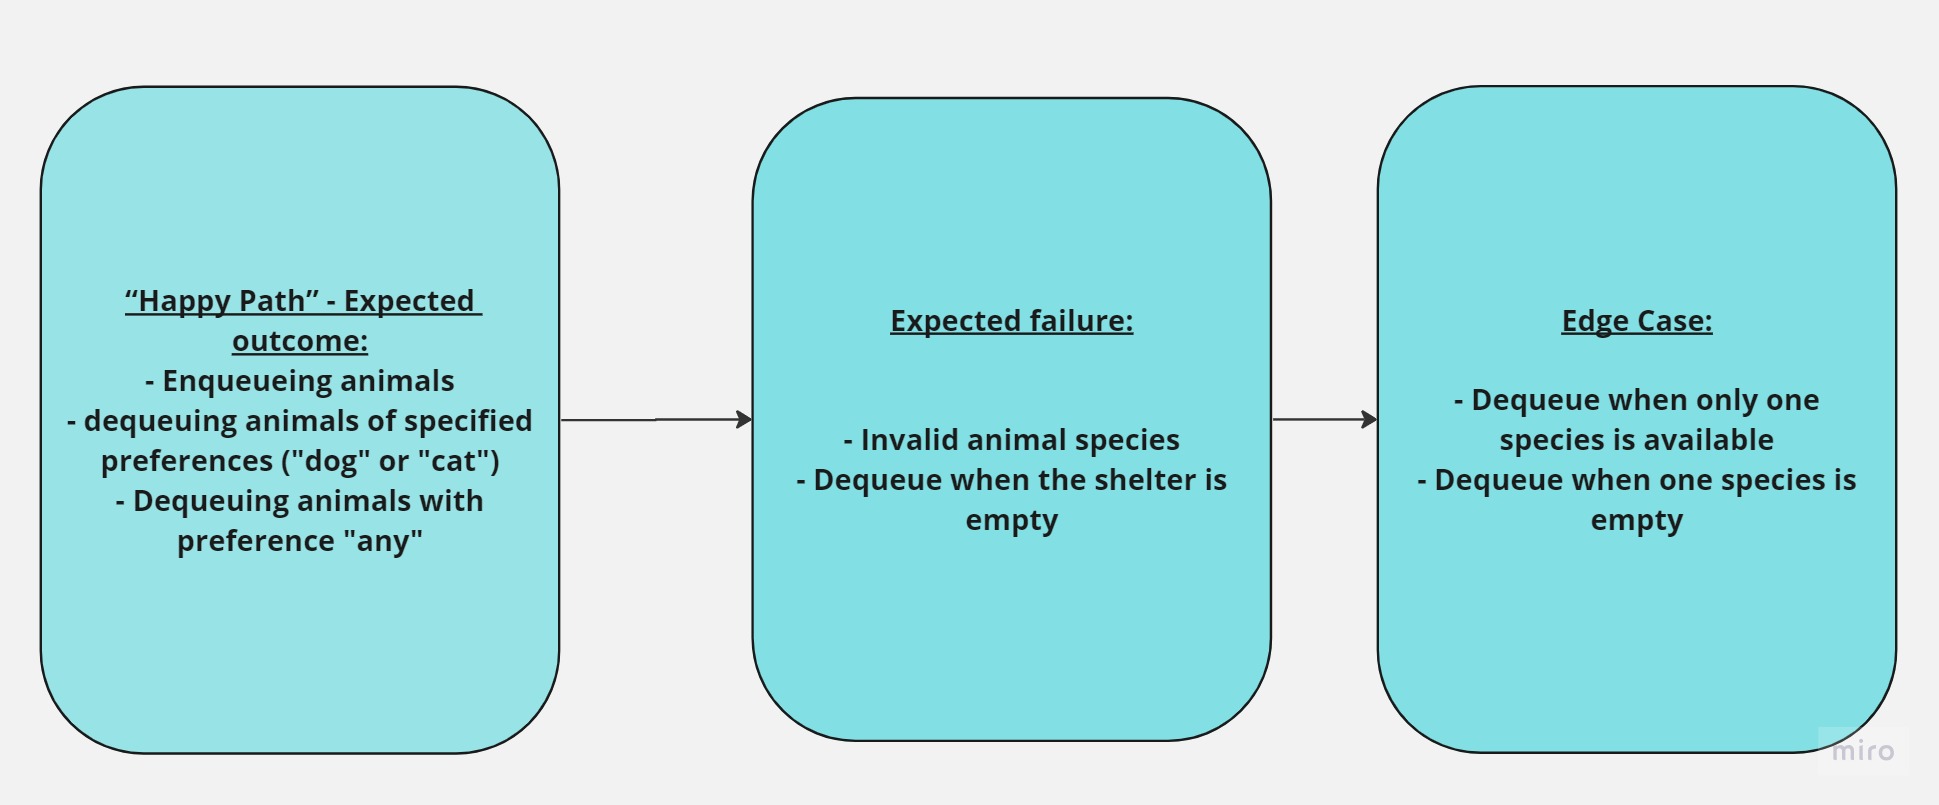 “Happy Path” - Expected
outcome:
- Enqueueing animals
- dequeuing animals of specified
preferences ("dog" or "cat")
- Dequeuing animals with
preference "any"
Expected failure:
- Invalid animal species
- Dequeue when the shelter is
empty
Edge Case:
- Dequeue when only one
species is available
- Dequeue when one species is
empty
miro